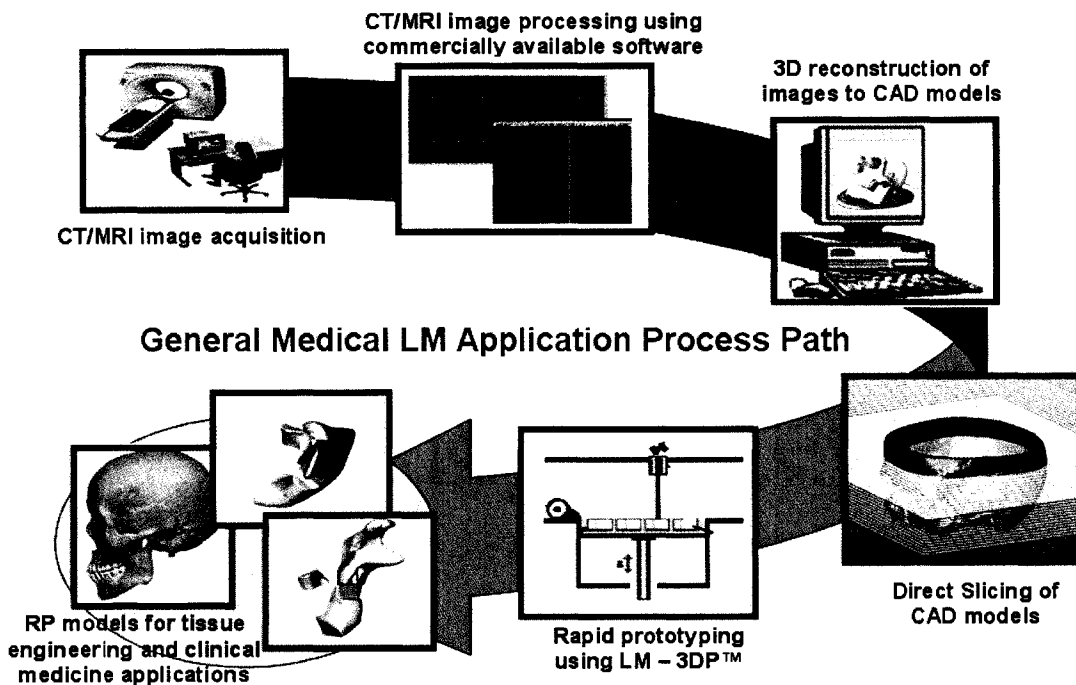 CT/MRI image processing using
commercially available software
3D reconstruction of
images to CAD models
CT/MRI image acquisition
General Medical LM Application Process Path
Direct Slicing of
CAD models
Rapid prototyping
using LM – 3DP™
RP models for tissue
engineering and clinical
medicine applications